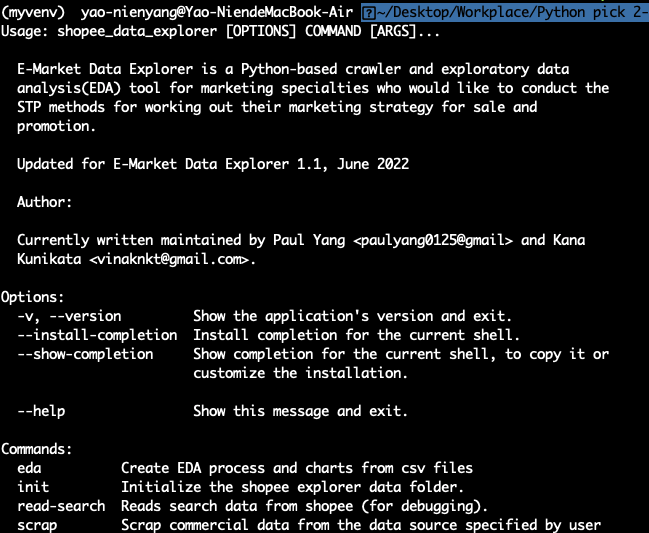 (myvenv)  yao-nienyang@Yao-NiendeMacBook-Air  ~/Desktop/Workplace/Python pick 2-
Usage: shopee_data_explorer [OPTIONS] COMMAND [ARGS]...
E-Market Data Explorer is a Python-based crawler and exploratory data
analysis(EDA) tool for marketing specialties who would like to conduct the
STP methods for working out their marketing strategy for sale and
promotion.
Updated for E-Market Data Explorer 1.1, June 2022
Author:
Currently written maintained by Paul Yang <paulyang0125@gmail> and Kana
Kunikata <vinaknkt@gmail.com>.
Options:
-v, --version         Show the application's version and exit.
--install-completion  Install completion for the current shell.
--show-completion     Show completion for the current shell, to copy it or
customize the installation.
--help                Show this message and exit.
Commands:
eda          Create EDA process and charts from csv files
init         Initialize the shopee explorer data folder.
read-search  Reads search data from shopee (for debugging).
scrap        Scrap commercial data from the data source specified by user